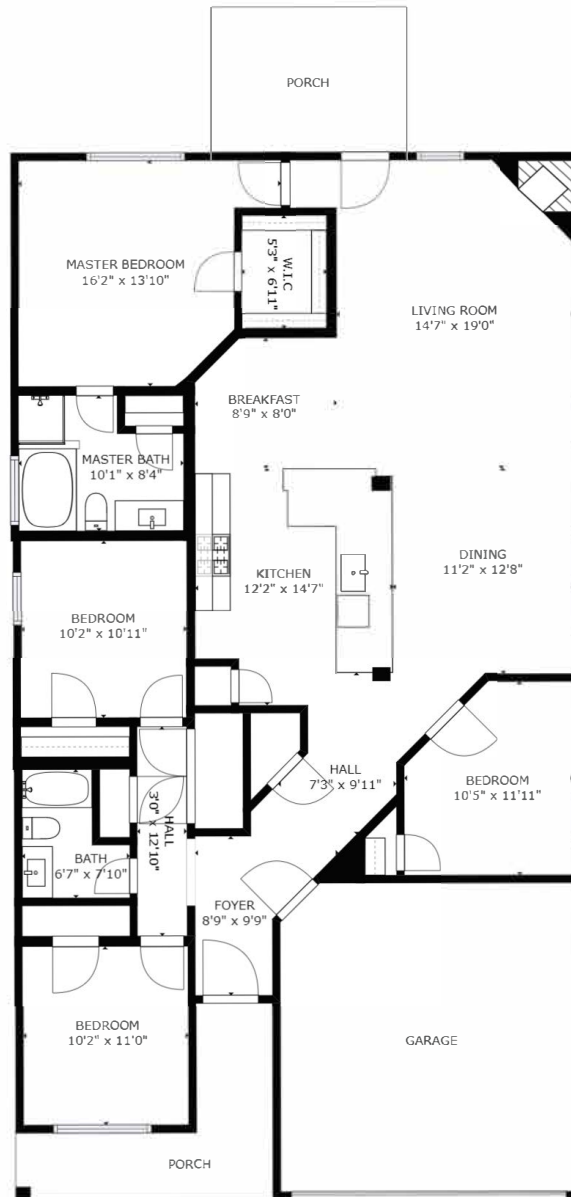 PORCH
MASTER BEDROOM
16'2" x 13'10"
W.I.C
5'3" x 6'11"
LIVING ROOM
14'7" x 19'0"
BREAKFAST
8'9" x 8'0"
MASTER BATH
10'1" x 8'4"
KITCHEN
12'2" x 14'7"
DINING
11'2" x 12'8"
BEDROOM
10'2" x 10'11"
HALL
7'3" x 9'11"
BEDROOM
10'5" x 11'11"
HALL
3'0" x 12'10"
BATH
6'7" x 7'10"
FOYER
8'9" x 9'9"
BEDROOM
10'2" x 11'0"
GARAGE
PORCH